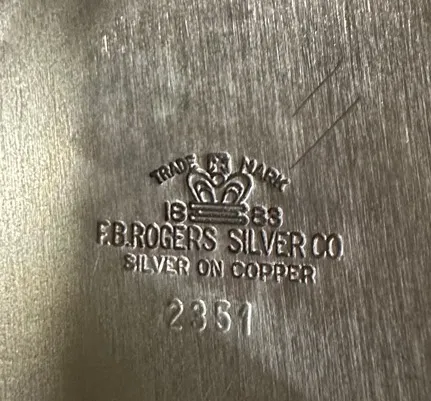 TRADE MARK
18 83
F.B.ROGERS SILVER CO.
SILVER ON COPPER
2351